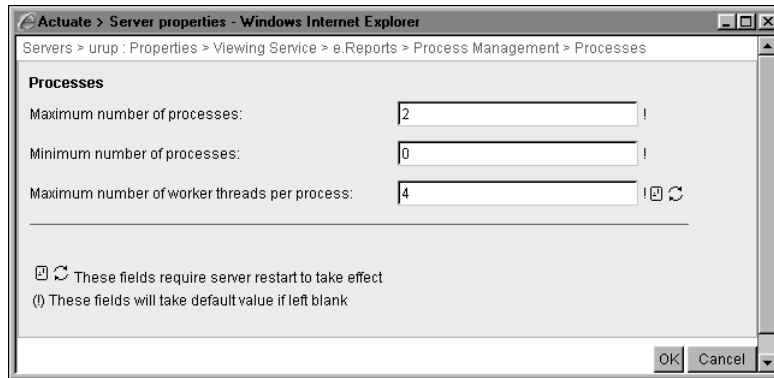 Actuate > Server properties - Windows Internet Explorer
Servers > urup : Properties > Viewing Service > e.Reports > Process Management > Processes
Processes
Maximum number of processes: 2 !
Minimum number of processes: 0 !
Maximum number of worker threads per process: 4 !
These fields require server restart to take effect
(!) These fields will take default value if left blank
OK Cancel